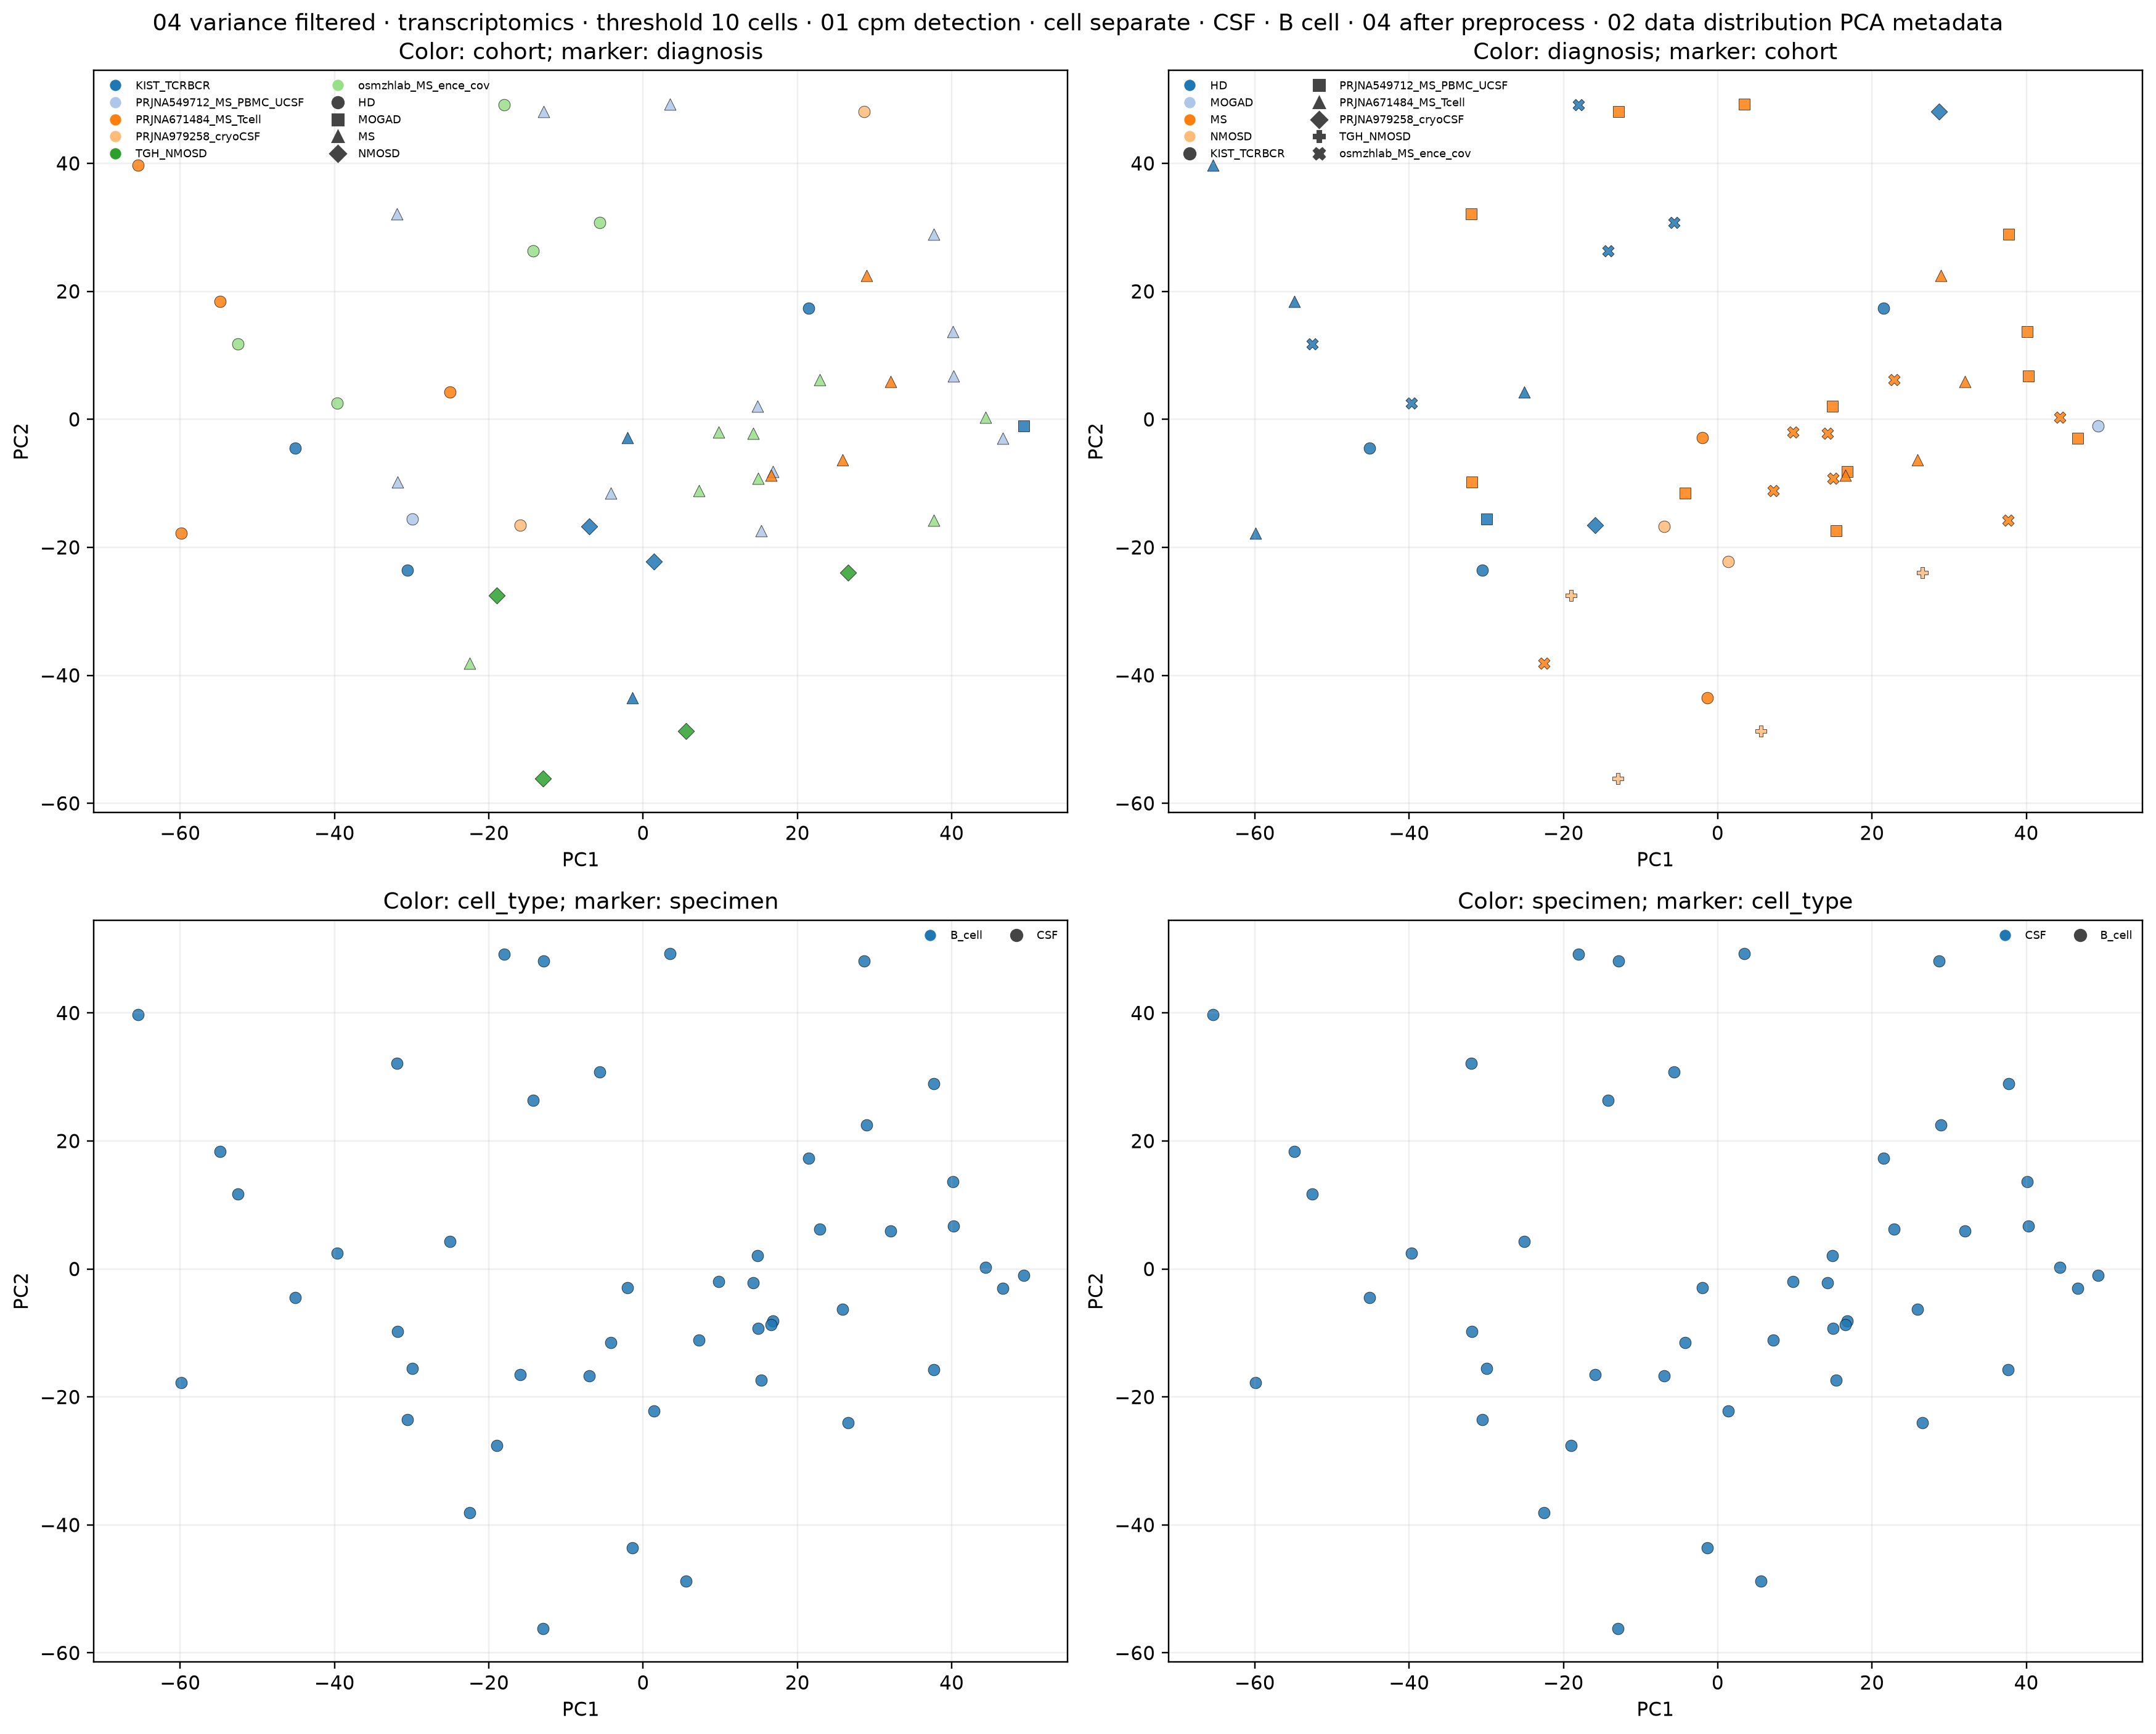 04 variance filtered · transcriptomics · threshold 10 cells · 01 cpm detection · cell separate · CSF · B cell · 04 after preprocess · 02 data distribution PCA metadata
Color: cohort; marker: diagnosis
KIST_TCRBCR
PRJNA549712_MS_PBMC_UCSF
PRJNA671484_MS_Tcell
PRJNA979258_cryoCSF
TGH_NMOSD
osmzhlab_MS_ence_cov
HD
MOGAD
MS
NMOSD
40
20
0
−20
−40
−60
PC2
−60 −40 −20 0 20 40
PC1
Color: diagnosis; marker: cohort
HD
MOGAD
MS
NMOSD
KIST_TCRBCR
PRJNA549712_MS_PBMC_UCSF
PRJNA671484_MS_Tcell
PRJNA979258_cryoCSF
TGH_NMOSD
osmzhlab_MS_ence_cov
40
20
0
−20
−40
−60
PC2
−60 −40 −20 0 20 40
PC1
Color: cell_type; marker: specimen
B_cell CSF
40
20
0
−20
−40
−60
PC2
−60 −40 −20 0 20 40
PC1
Color: specimen; marker: cell_type
CSF B_cell
40
20
0
−20
−40
−60
PC2
−60 −40 −20 0 20 40
PC1